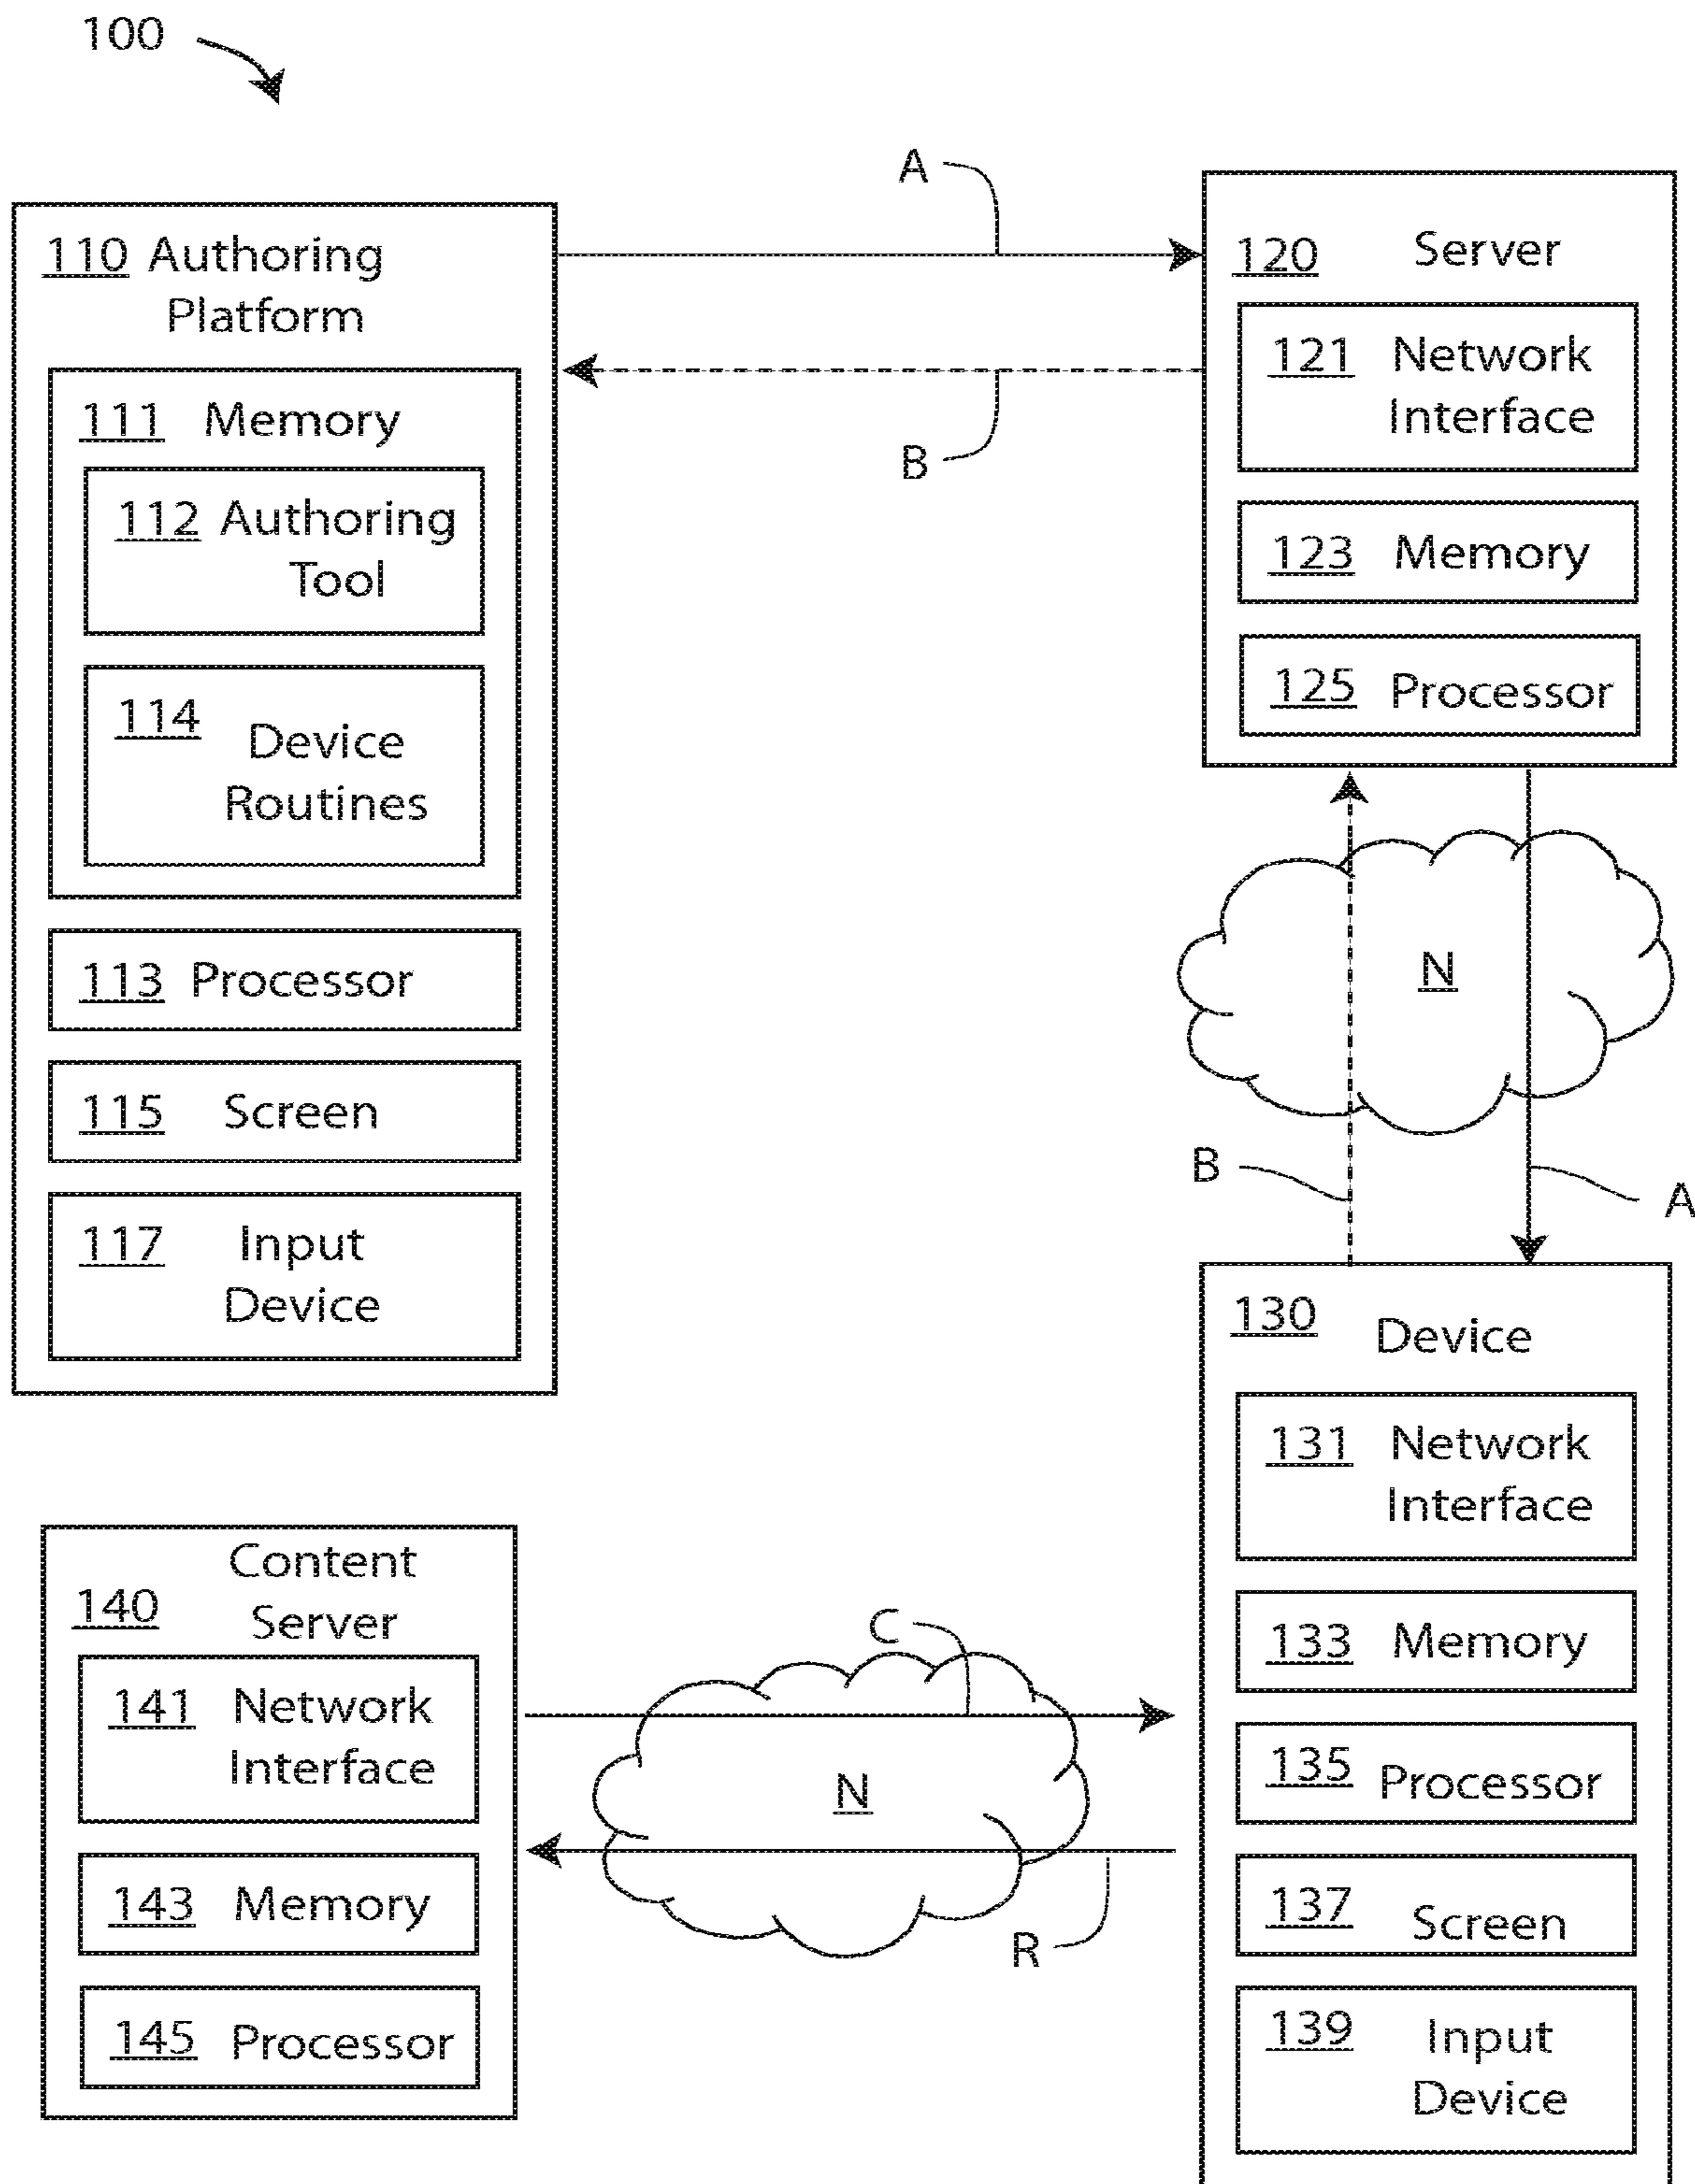 100
A
110 Authoring
Platform
B
111 Memory
112 Authoring
Tool
114 Device
Routines
113 Processor
115 Screen
117 Input
Device
120 Server
121 Network
Interface
123 Memory
125 Processor
N
B
A
130 Device
131 Network
Interface
133 Memory
135 Processor
137 Screen
139 Input
Device
140 Content
Server
141 Network
Interface
143 Memory
145 Processor
C
N
R